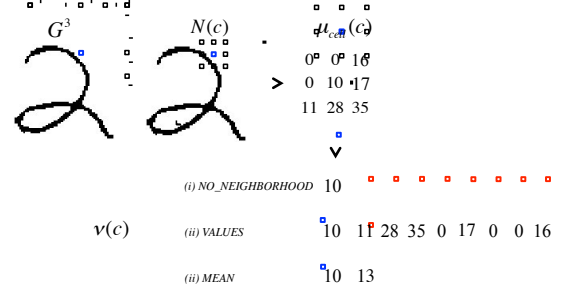 G³ N(c) μcell(c)
0 0 16
0 10 17
11 28 35
(i) NO_NEIGHBORHOOD 10
ν(c) (ii) VALUES 10 11 28 35 0 17 0 0 16
(ii) MEAN 10 13